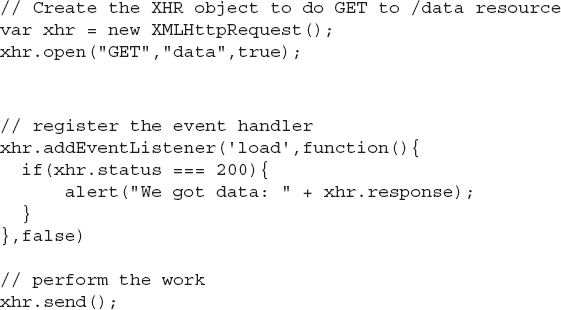 // Create the XHR object to do GET to /data resource
var xhr = new XMLHttpRequest();
xhr.open("GET","data",true);

// register the event handler
xhr.addEventListener('load',function(){
  if(xhr.status === 200){
      alert("We got data: " + xhr.response);
  }
},false)

// perform the work
xhr.send();